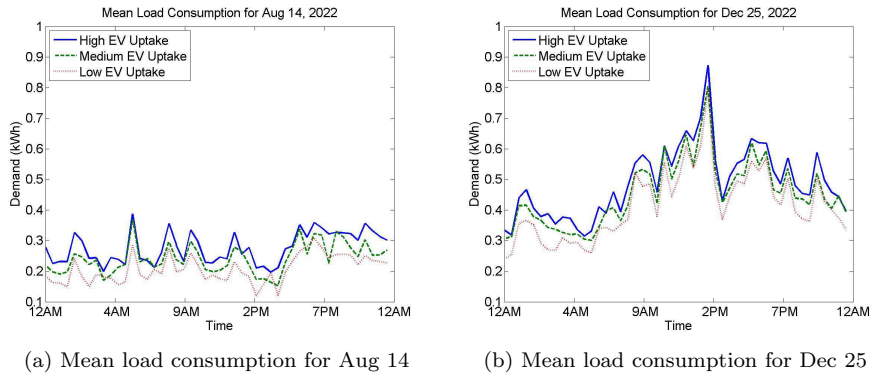 Mean Load Consumption for Aug 14, 2022
1
0.9
0.8
0.7
0.6
0.5
0.4
0.3
0.2
0.1
Demand (kWh)
High EV Uptake
Medium EV Uptake
Low EV Uptake
12AM 4AM 9AM 2PM 7PM 12AM
Time
(a) Mean load consumption for Aug 14
Mean Load Consumption for Dec 25, 2022
1
0.9
0.8
0.7
0.6
0.5
0.4
0.3
0.2
0.1
Demand (kWh)
High EV Uptake
Medium EV Uptake
Low EV Uptake
12AM 4AM 9AM 2PM 7PM 12AM
Time
(b) Mean load consumption for Dec 25